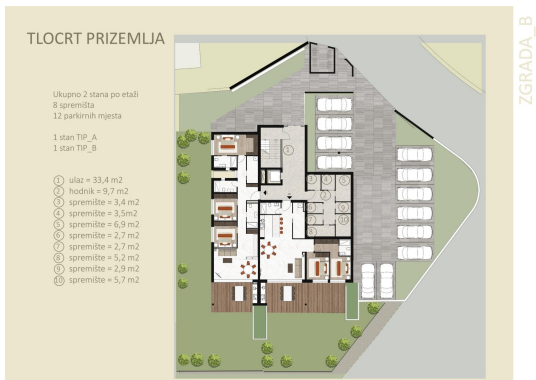 TLOCRT PRIZEMLJA
ZGRADA_B
Ukupno 2 stana po etaži
8 spremišta
12 parkirnih mjesta
1 stan TIP_A
1 stan TIP_B
1 ulaz = 33,4 m2
2 hodnik = 9,7 m2
3 spremište = 3,4 m2
4 spremište = 3,5m2
5 spremište = 6,9 m2
6 spremište = 2,7 m2
7 spremište = 2,7 m2
8 spremište = 5,2 m2
9 spremište = 2,9 m2
10 spremište = 5,7 m2